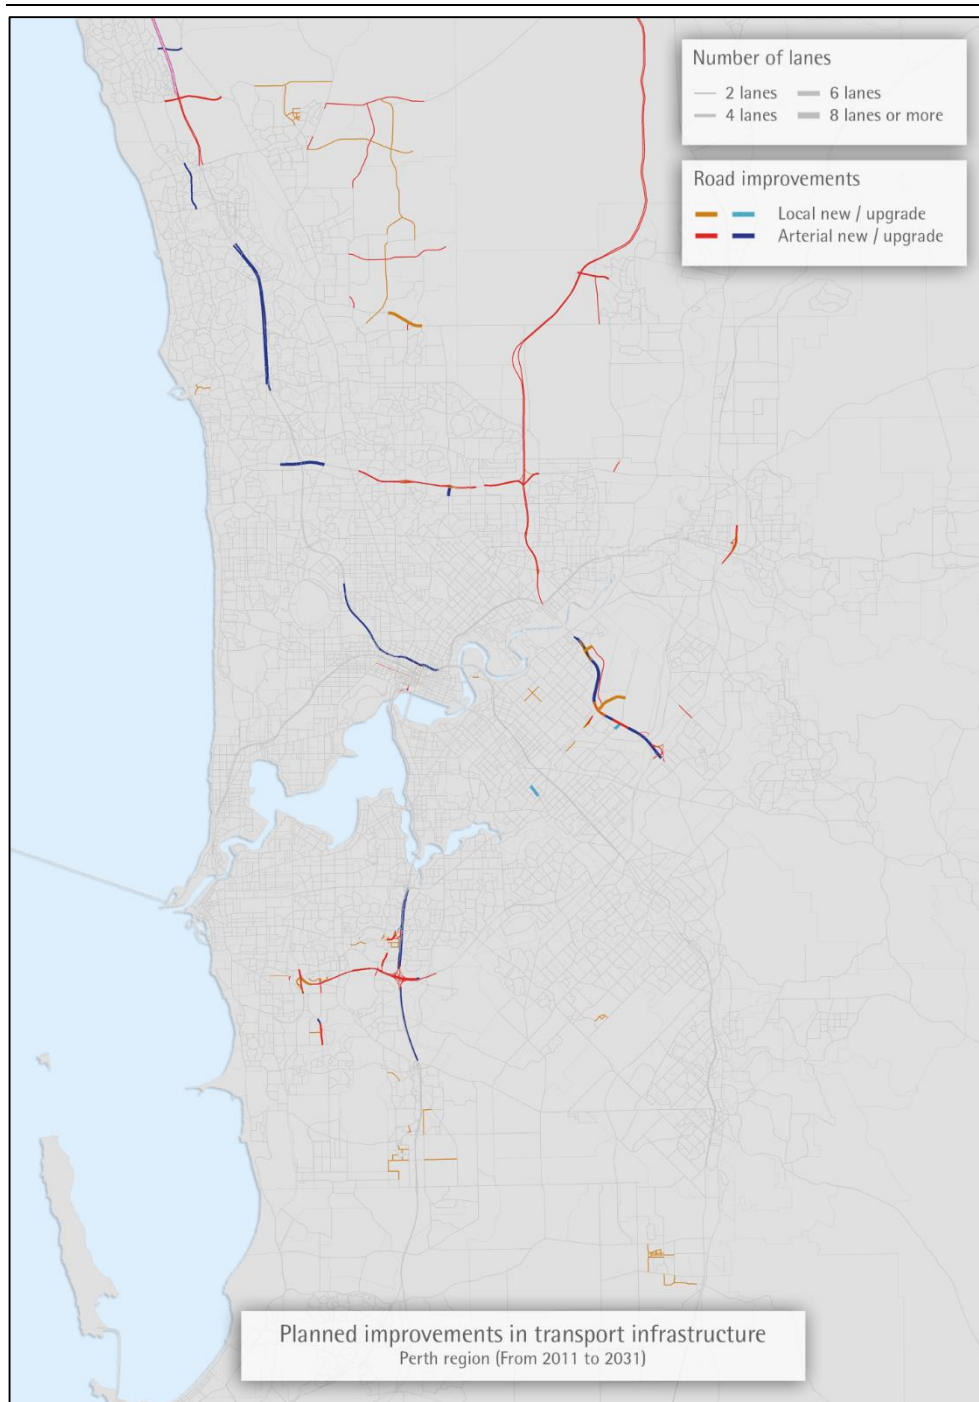 Number of lanes
2 lanes 6 lanes
4 lanes 8 lanes or more
Road improvements
Local new / upgrade
Arterial new / upgrade
Planned improvements in transport infrastructure
Perth region (From 2011 to 2031)